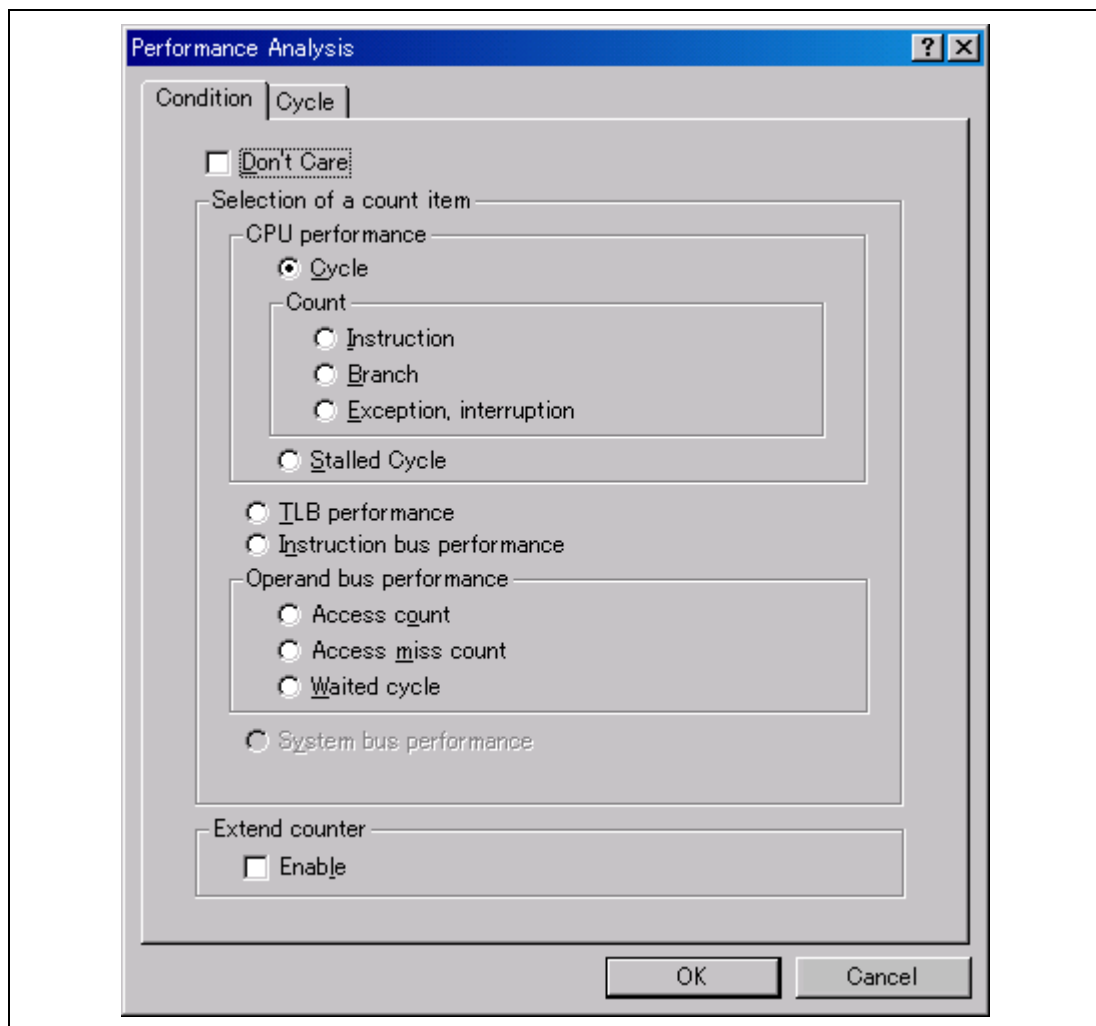 Performance Analysis
Condition Cycle
Don't Care
Selection of a count item
CPU performance
Cycle
Count
Instruction
Branch
Exception, interruption
Stalled Cycle
TLB performance
Instruction bus performance
Operand bus performance
Access count
Access miss count
Waited cycle
System bus performance
Extend counter
Enable
OK Cancel